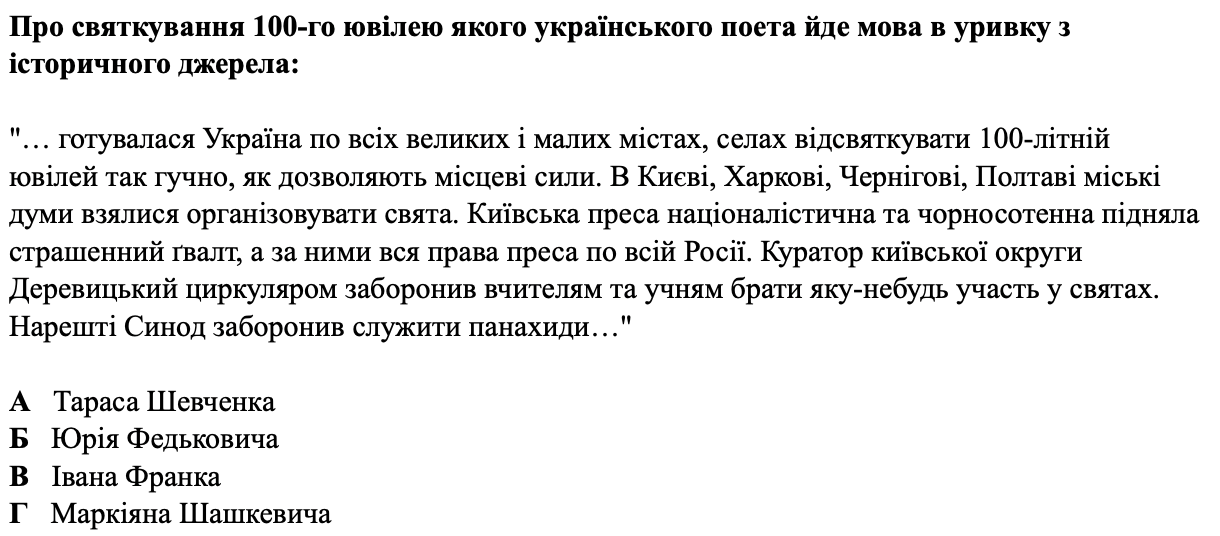 Про святкування 100-го ювілею якого українського поета йде мова в уривку з
історичного джерела:
"… готувалася Україна по всіх великих і малих містах, селах відсвяткувати 100-літній
ювілей так гучно, як дозволяють місцеві сили. В Києві, Харкові, Чернігові, Полтаві міські
думи взялися організовувати свята. Київська преса націоналістична та чорносотенна підняла
страшенний ґвалт, а за ними вся права преса по всій Росії. Куратор київської округи
Деревицький циркуляром заборонив вчителям та учням брати яку-небудь участь у святах.
Нарешті Синод заборонив служити панахиди…"
А Тараса Шевченка
Б Юрія Федьковича
В Івана Франка
Г Маркіяна Шашкевича